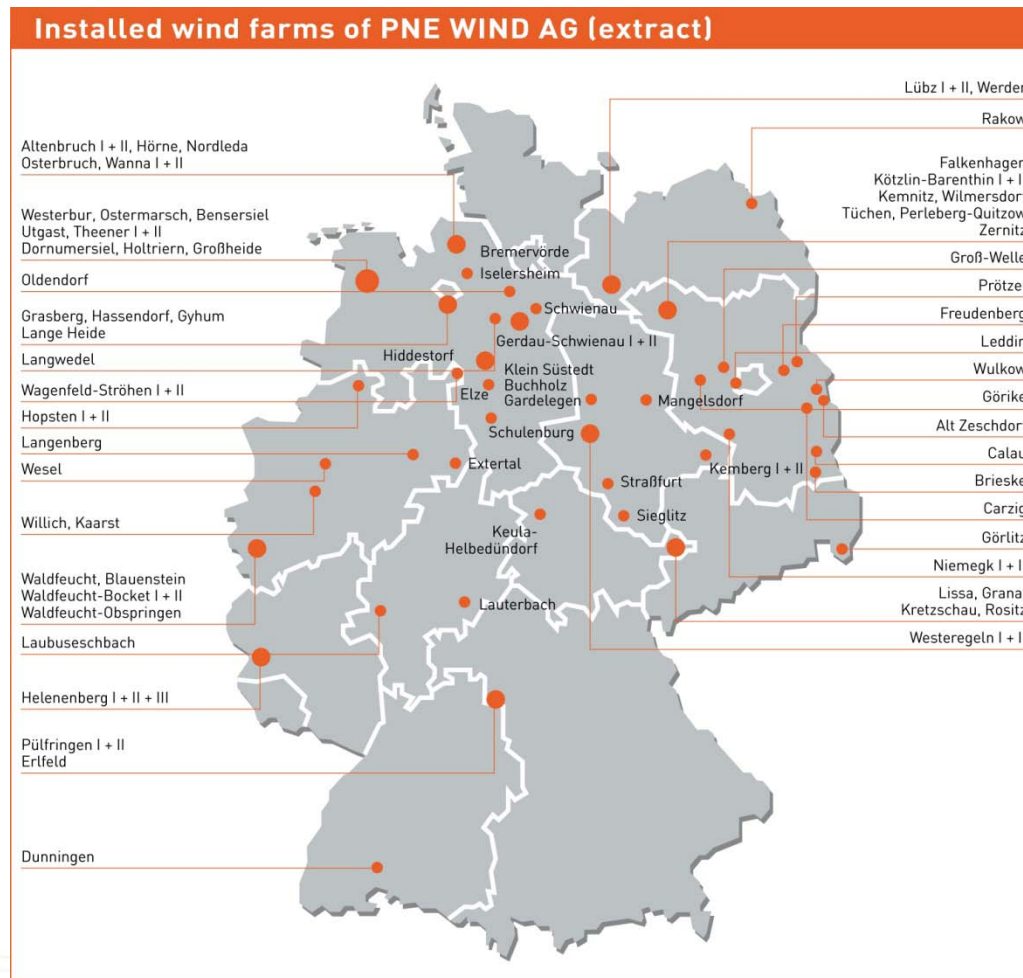 Installed wind farms of PNE WIND AG (extract)
Altenbruch I + II, Hörne, Nordleda
Osterbruch, Wanna I + II
Westerbur, Ostermarsch, Bensersiel
Utgast, Theener I + II
Dornumersiel, Holtriern, Großheide
Oldendorf
Grasberg, Hassendorf, Gyhum
Lange Heide
Langwedel
Wagenfeld-Ströhen I + II
Hopsten I + II
Langenberg
Wesel
Willich, Kaarst
Waldfeucht, Blauenstein
Waldfeucht-Bocket I + II
Waldfeucht-Obspringen
Laubuseschbach
Helenenberg I + II + III
Pülfringen I + II
Erlfeld
Dunningen
Bremervörde
Iselersheim
Schwienau
Gerdau-Schwienau I + II
Hiddestorf
Klein Süstedt
Elze
Buchholz
Gardelegen
Mangelsdorf
Schulenburg
Extertal
Kemberg I + II
Straßfurt
Sieglitz
Keula-
Helbedündorf
Lauterbach
Lübz I + II, Werder
Rakow
Falkenhagen
Kötzlin-Barenthin I + I
Kemnitz, Wilmersdorf
Tüchen, Perleberg-Quitzow
Zernitz
Groß-Welle
Prötze
Freudenberg
Leddin
Wulkow
Görike
Alt Zeschdorf
Calau
Brieske
Carzig
Görlitz
Niemegk I + I
Lissa, Grana
Kretzschau, Rositz
Westeregeln I + I